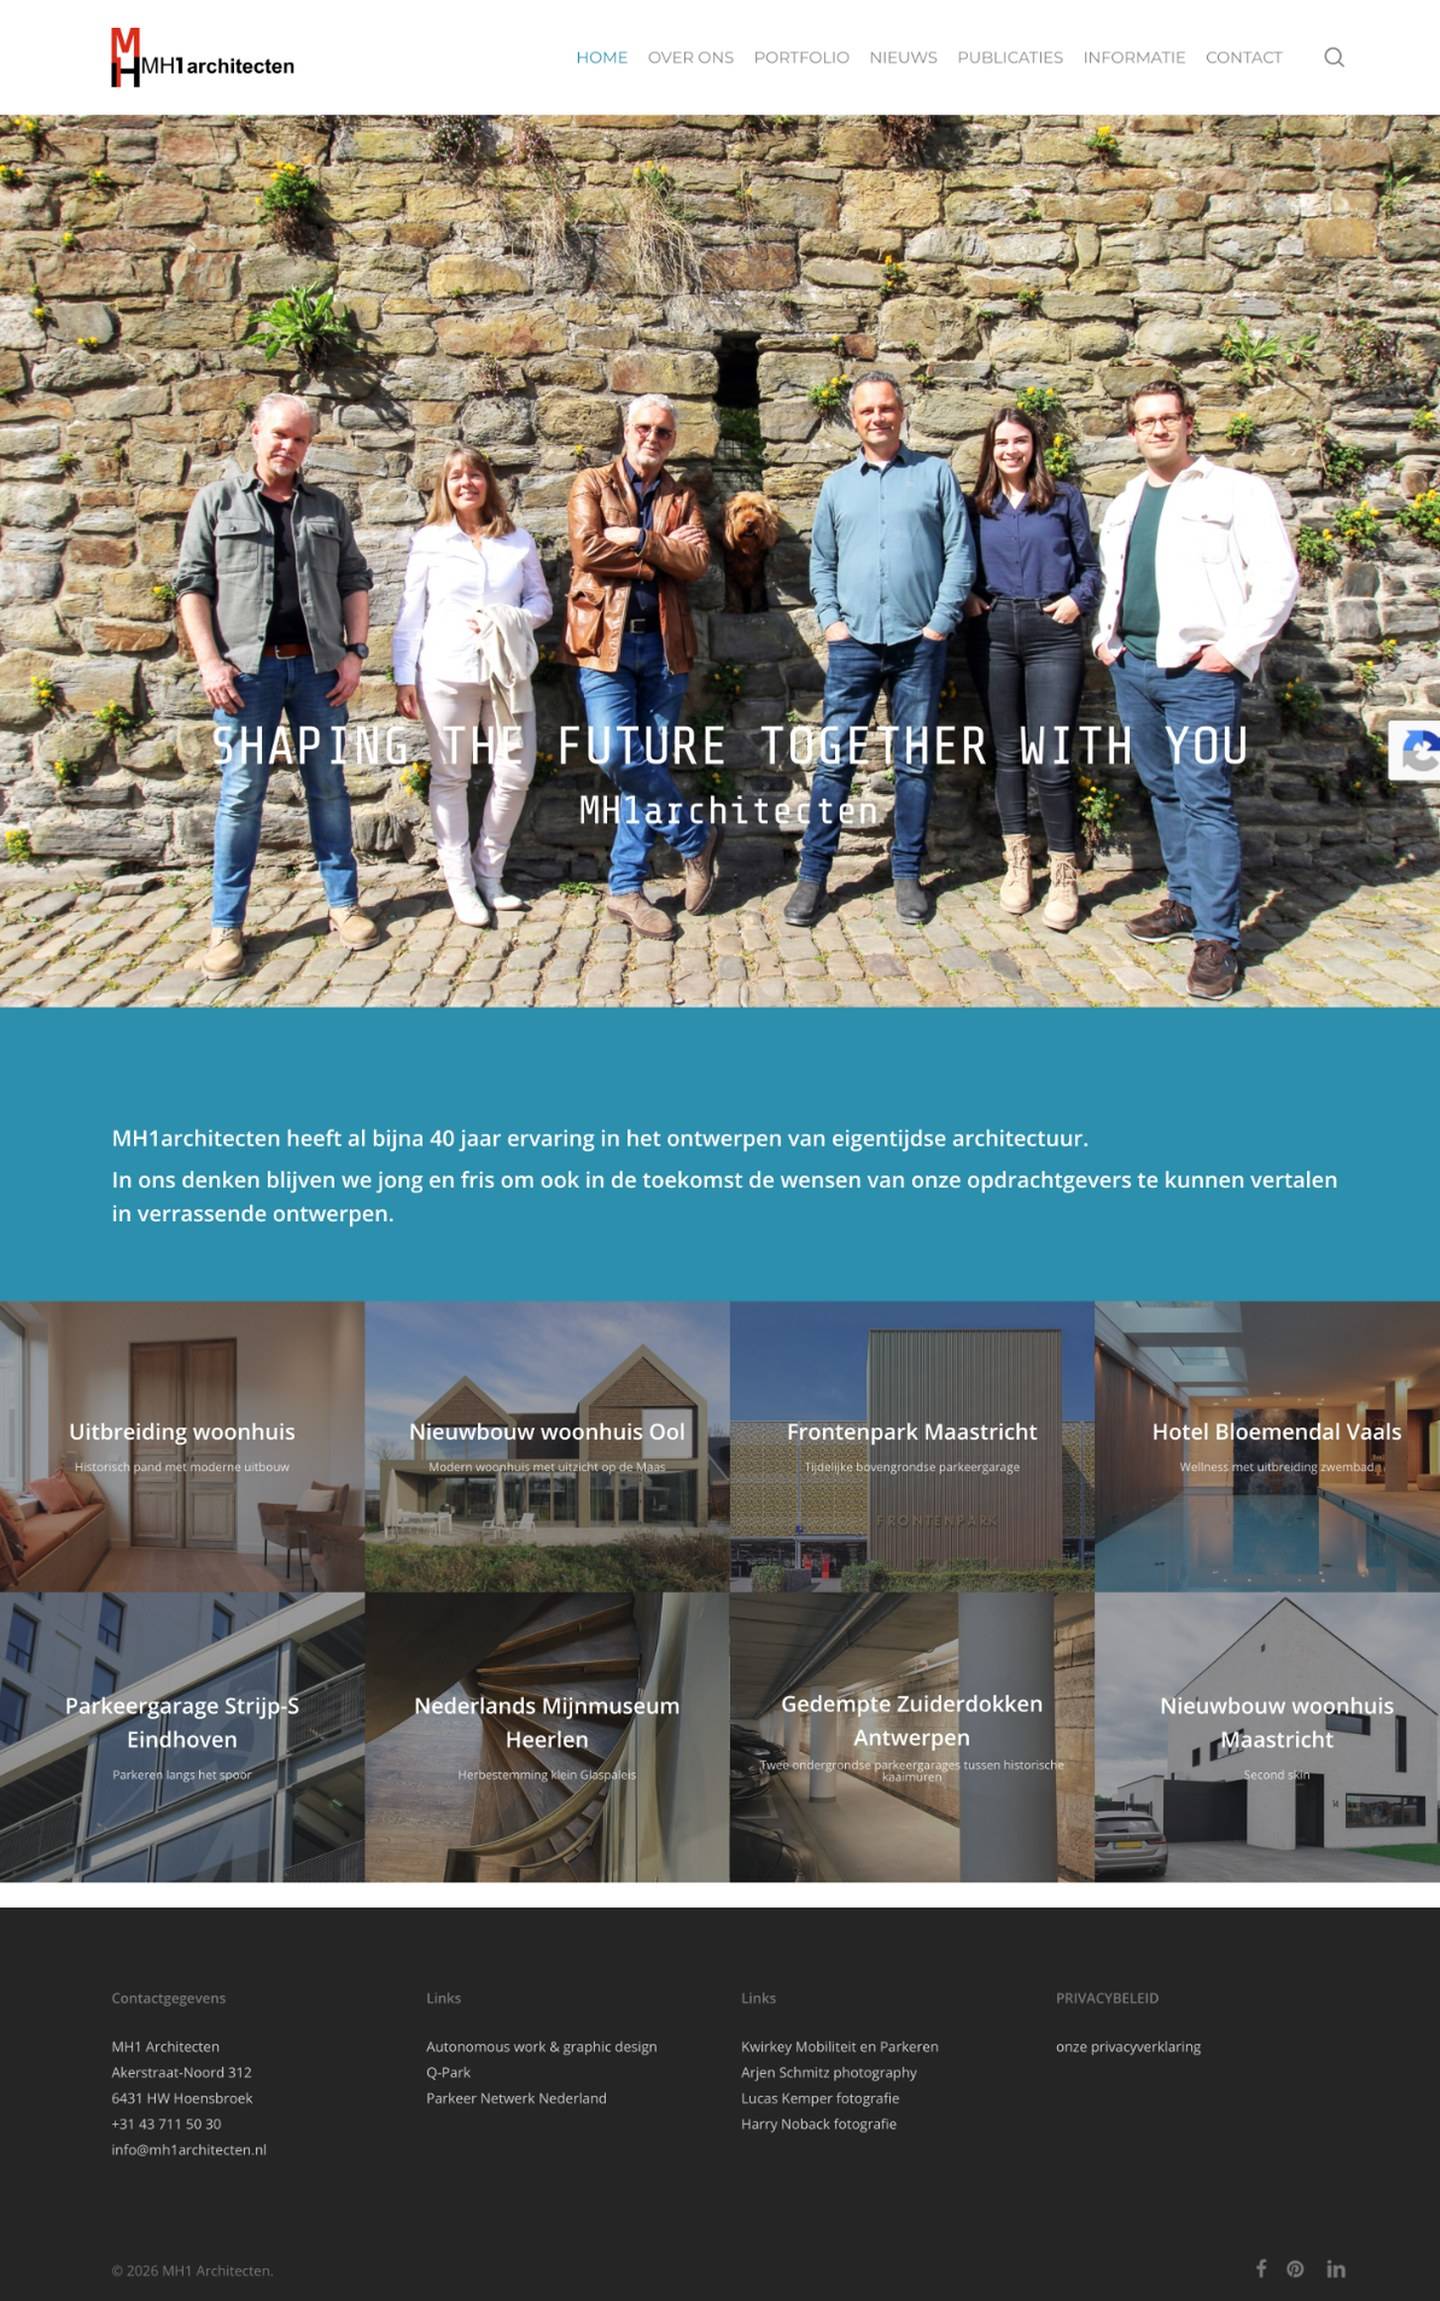 MH1architecten
HOME OVER ONS PORTFOLIO NIEUWS PUBLICATIES INFORMATIE CONTACT
SHAPING THE FUTURE TOGETHER WITH YOU
MH1architecten
MH1architecten heeft al bijna 40 jaar ervaring in het ontwerpen van eigentijdse architectuur.
In ons denken blijven we jong en fris om ook in de toekomst de wensen van onze opdrachtgevers te kunnen vertalen
in verrassende ontwerpen.
Uitbreiding woonhuis
Historisch pand met moderne uitbouw
Nieuwbouw woonhuis Ool
Modern woonhuis met uitzicht op de Maas
Frontenpark Maastricht
Tijdelijke bovengrondse parkeergarage
FRONTENPARK
Hotel Bloemendal Vaals
Wellness met uitbreiding zwembad
Parkeergarage Strijp-S
Eindhoven
Parkeren langs het spoor
Nederlands Mijnmuseum
Heerlen
Herbestemming klein Glaspaleis
Gedempte Zuiderdokken
Antwerpen
Twee ondergrondse parkeergarages tussen historische
kaaimuren
Nieuwbouw woonhuis
Maastricht
Second skin
14
Contactgegevens
MH1 Architecten
Akerstraat-Noord 312
6431 HW Hoensbroek
+31 43 711 50 30
info@mh1architecten.nl
Links
Autonomous work & graphic design
Q-Park
Parkeer Netwerk Nederland
Links
Kwirkey Mobiliteit en Parkeren
Arjen Schmitz photography
Lucas Kemper fotografie
Harry Noback fotografie
PRIVACYBELEID
onze privacyverklaring
© 2026 MH1 Architecten.